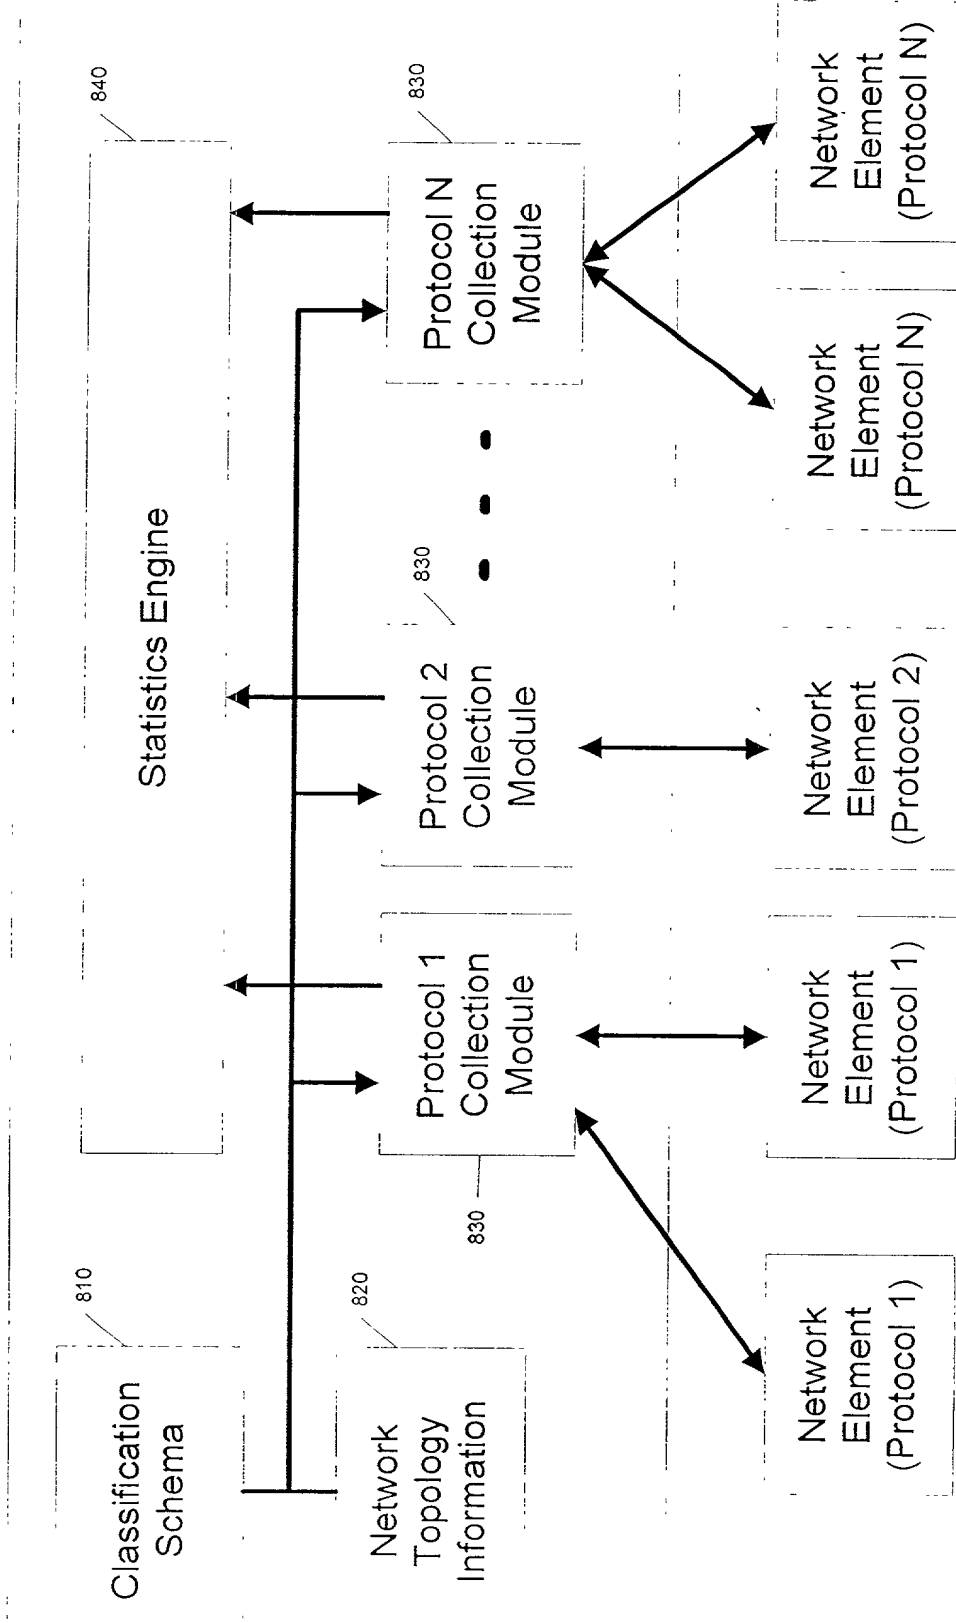 810
Classification
Schema
820
Network
Topology
Information
840
Statistics Engine
830
Protocol 1
Collection
Module
830
Protocol 2
Collection
Module
830
Protocol N
Collection
Module
Network
Element
(Protocol 1)
Network
Element
(Protocol 1)
Network
Element
(Protocol 2)
Network
Element
(Protocol N)
Network
Element
(Protocol N)